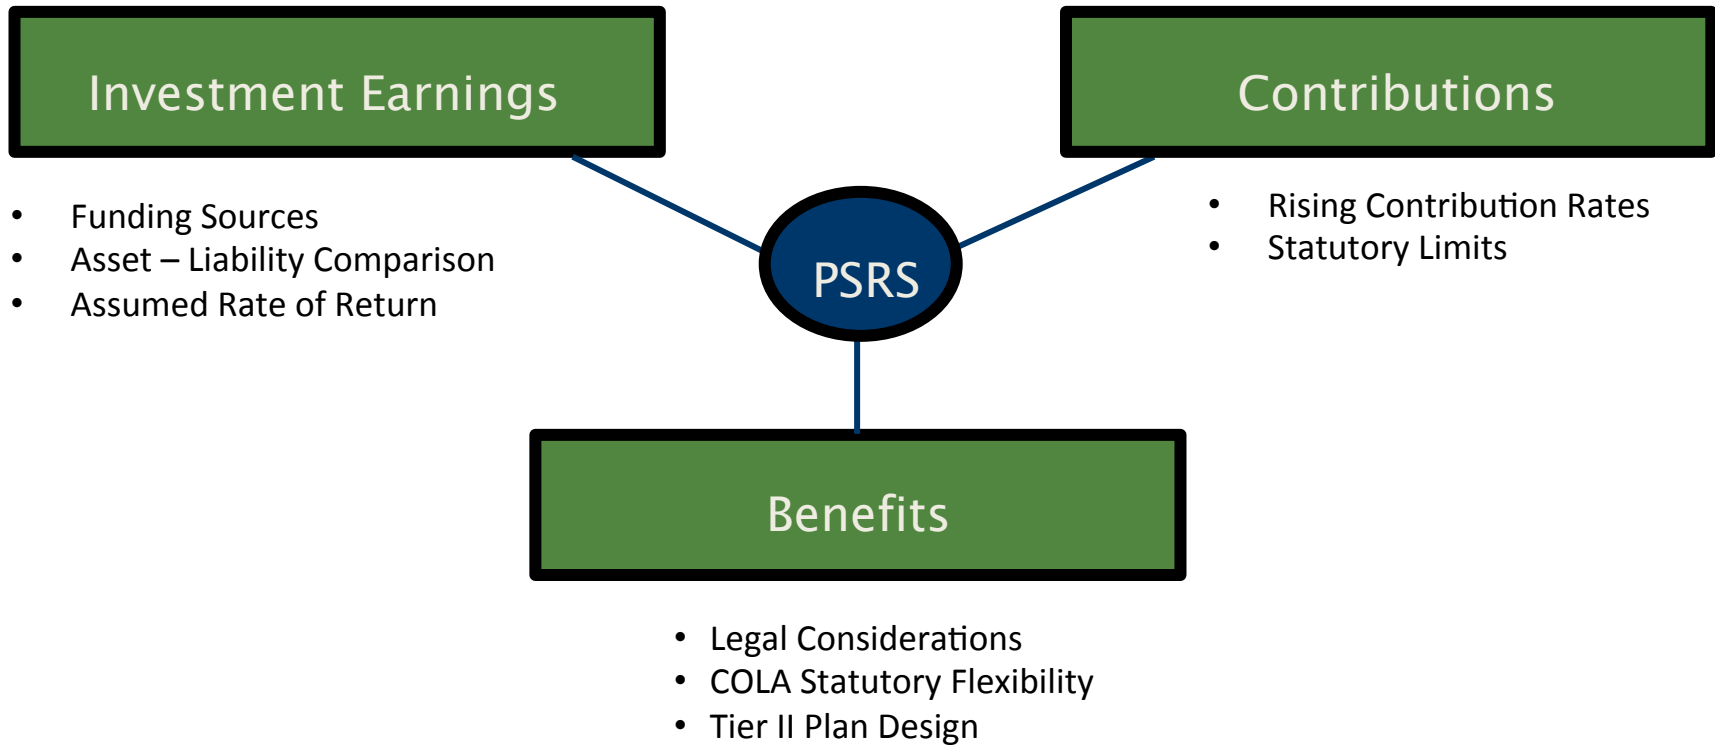 Investment Earnings
Contributions
• Funding Sources
• Asset – Liability Comparison
• Assumed Rate of Return
• Rising Contribution Rates
• Statutory Limits
PSRS
Benefits
• Legal Considerations
• COLA Statutory Flexibility
• Tier II Plan Design